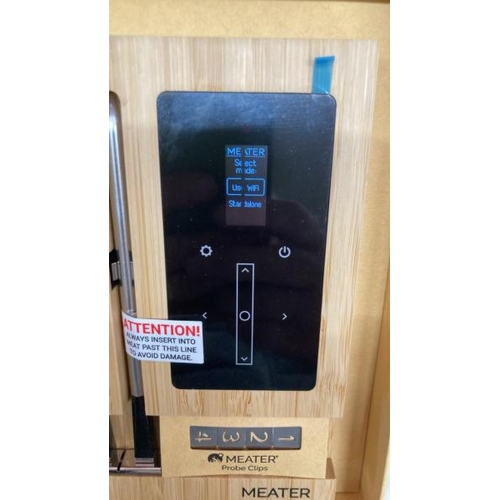 MEATER
Select
mode:
Use WiFi
Standalone
ATTENTION!
ALWAYS INSERT INTO
MEAT PAST THIS LINE
TO AVOID DAMAGE.
1 2 3 4
MEATER®
Probe Clips
MEATER